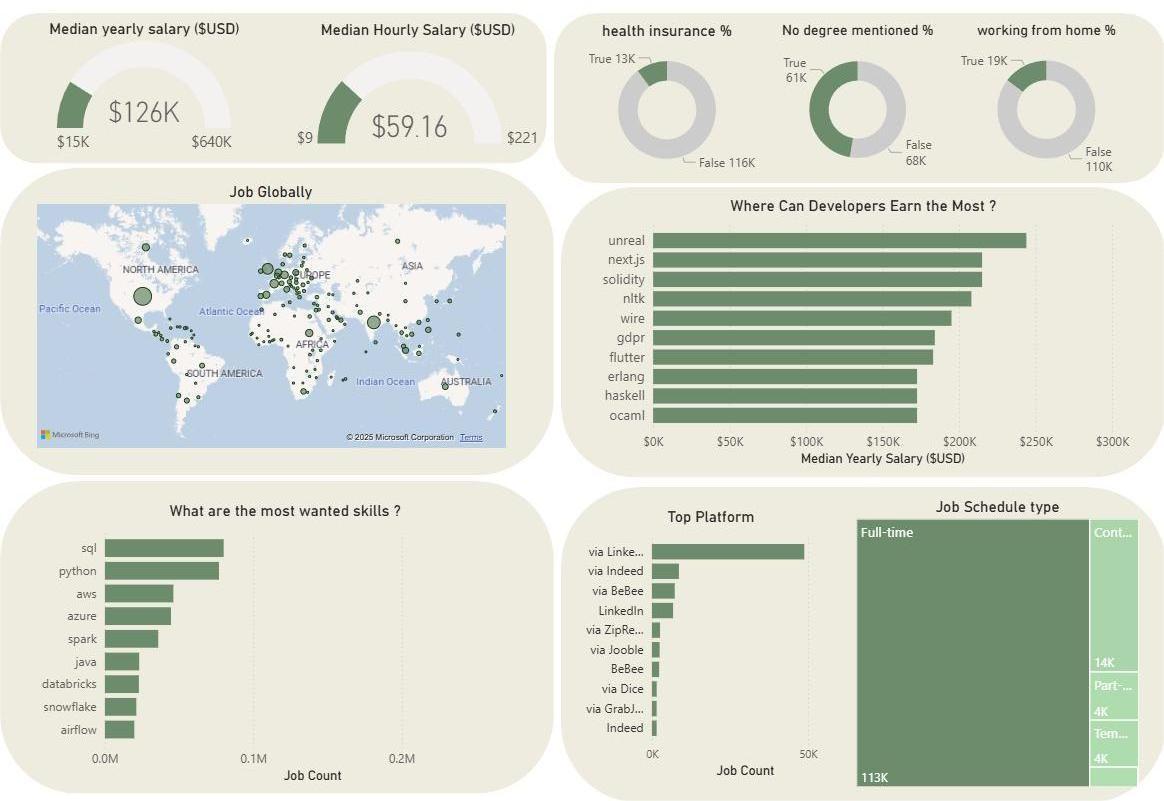 Median yearly salary ($USD)
$126K
$15K
$640K
Median Hourly Salary ($USD)
$59.16
$9
$221
health insurance %
True 13K
False 116K
No degree mentioned %
True
61K
False
68K
working from home %
True 19K
False
110K
Job Globally
NORTH AMERICA
EUROPE
ASIA
Pacific Ocean
Atlantic Ocean
AFRICA
SOUTH AMERICA
Indian Ocean
AUSTRALIA
Microsoft Bing
© 2025 Microsoft Corporation Terms
Where Can Developers Earn the Most ?
unreal
next.js
solidity
nltk
wire
gdpr
flutter
erlang
haskell
ocaml
$0K $50K $100K $150K $200K $250K $300K
Median Yearly Salary ($USD)
What are the most wanted skills ?
sql
python
aws
azure
spark
java
databricks
snowflake
airflow
0.0M 0.1M 0.2M
Job Count
Top Platform
via Linke...
via Indeed
via BeBee
LinkedIn
via ZipRe...
via Jooble
BeBee
via Dice
via GrabJ...
Indeed
0K 50K
Job Count
Job Schedule type
Full-time
113K
Cont...
14K
Part-...
4K
Tem...
4K